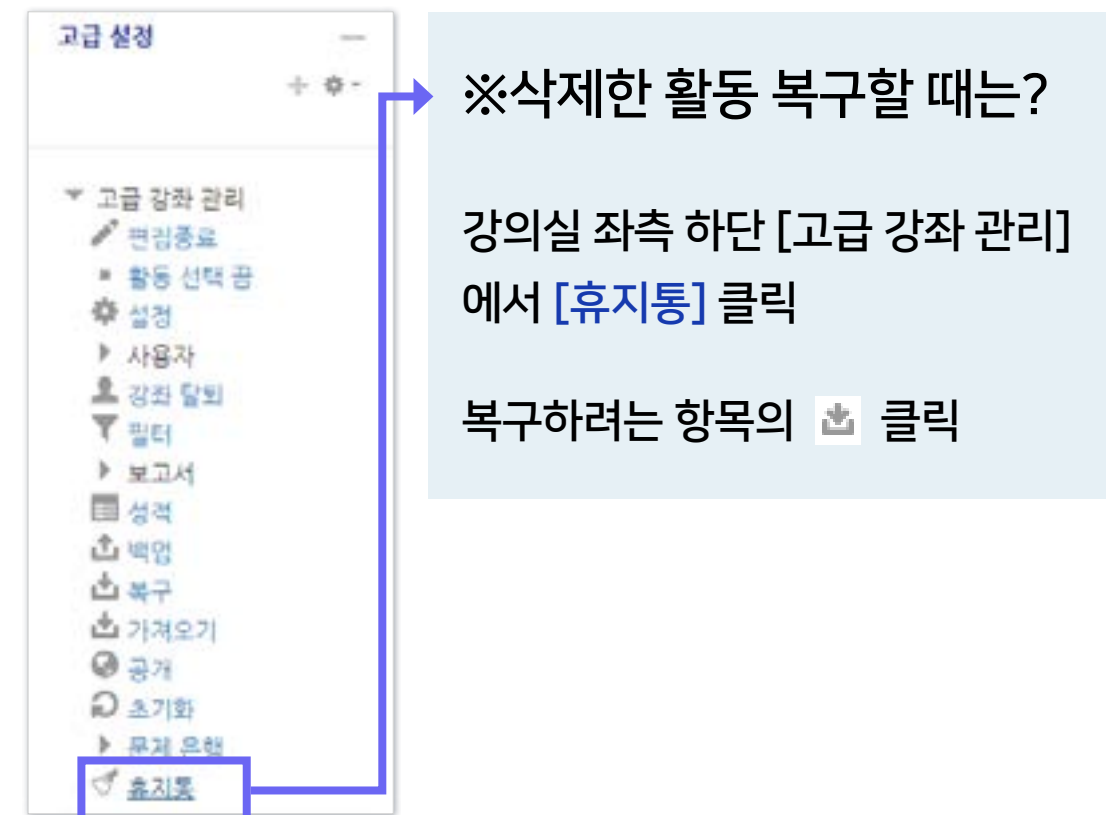 고급 설정
고급 강좌 관리
편집종료
활동 선택 끔
설정
사용자
강좌 탈퇴
필터
보고서
성적
백업
복구
가져오기
공개
초기화
문제 은행
휴지통
※삭제한 활동 복구할 때는?
강의실 좌측 하단 [고급 강좌 관리]
에서 [휴지통] 클릭
복구하려는 항목의 클릭